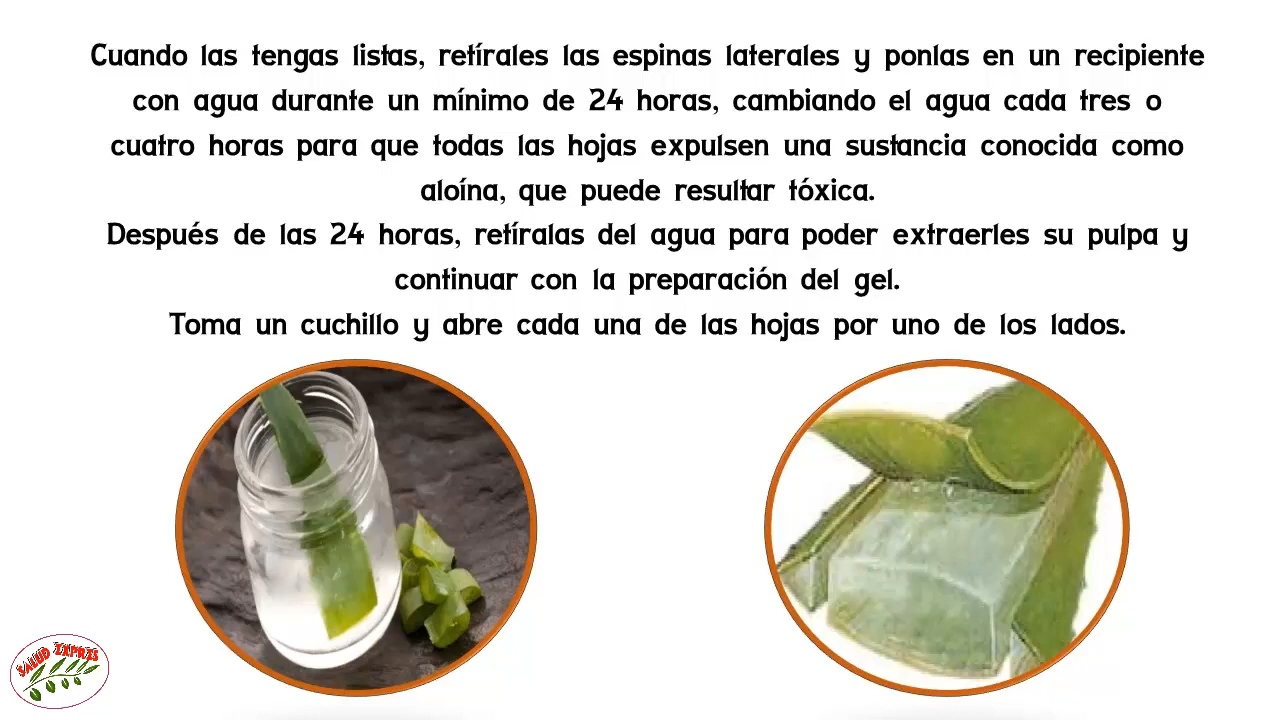 Cuando las tengas listas, retírales las espinas laterales y ponlas en un recipiente
con agua durante un mínimo de 24 horas, cambiando el agua cada tres o
cuatro horas para que todas las hojas expulsen una sustancia conocida como
aloína, que puede resultar tóxica.
Después de las 24 horas, retíralas del agua para poder extraerles su pulpa y
continuar con la preparación del gel.
Toma un cuchillo y abre cada una de las hojas por uno de los lados.
SALUD EXPRES